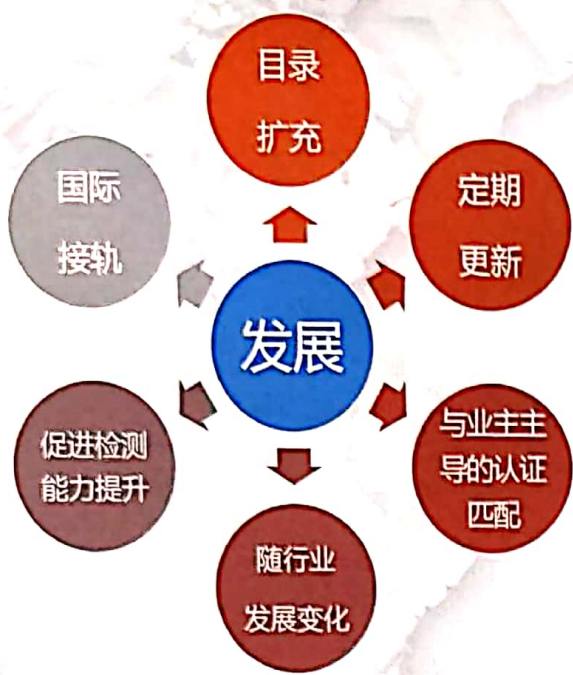 目录
扩充
定期
更新
与业主主
导的认证
匹配
随行业
发展变化
促进检测
能力提升
国际
接轨
发展